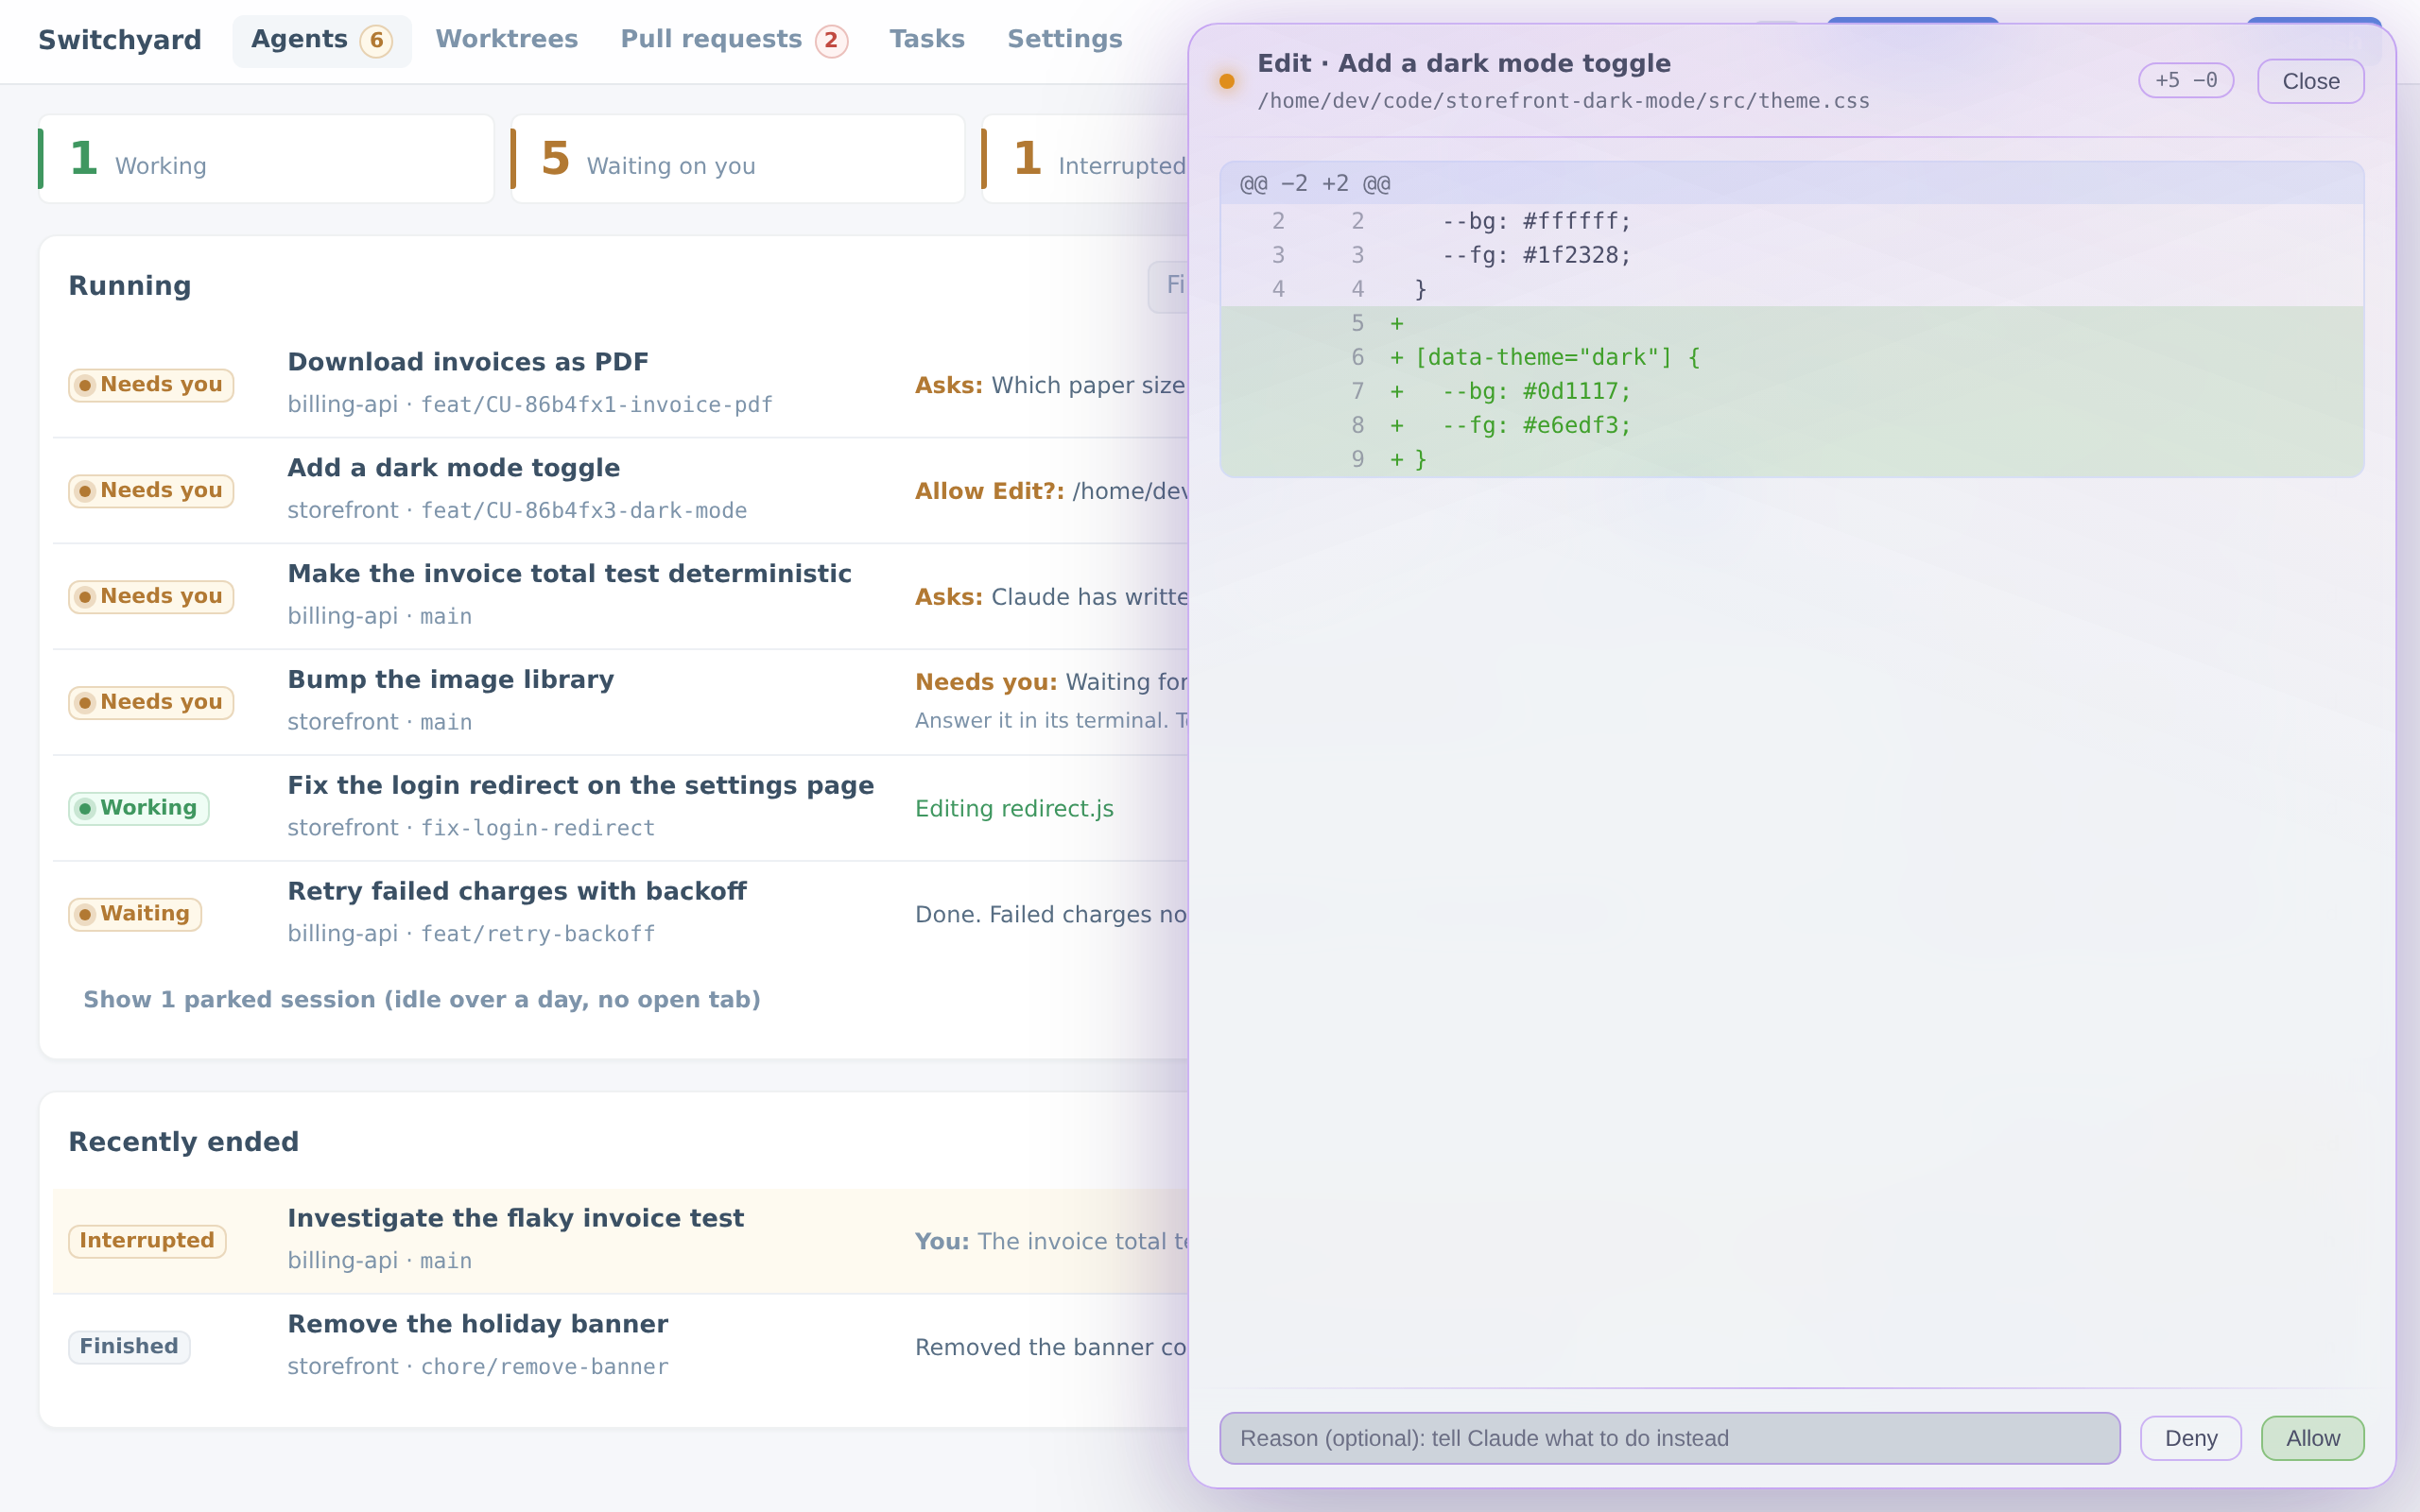 Switchyard
Agents 6
Worktrees
Pull requests 2
Tasks
Settings
1 Working
5 Waiting on you
1 Interrupted
Running
Needs you
Download invoices as PDF
billing-api · feat/CU-86b4fx1-invoice-pdf
Asks: Which paper size
Needs you
Add a dark mode toggle
storefront · feat/CU-86b4fx3-dark-mode
Allow Edit?: /home/dev
Needs you
Make the invoice total test deterministic
billing-api · main
Asks: Claude has writte
Needs you
Bump the image library
storefront · main
Needs you: Waiting for
Answer it in its terminal.
Working
Fix the login redirect on the settings page
storefront · fix-login-redirect
Editing redirect.js
Waiting
Retry failed charges with backoff
billing-api · feat/retry-backoff
Done. Failed charges no
Show 1 parked session (idle over a day, no open tab)
Recently ended
Interrupted
Investigate the flaky invoice test
billing-api · main
You: The invoice total te
Finished
Remove the holiday banner
storefront · chore/remove-banner
Removed the banner co
Edit · Add a dark mode toggle
/home/dev/code/storefront-dark-mode/src/theme.css
+5 −0
Close
@@ −2 +2 @@
2 2 --bg: #ffffff;
3 3 --fg: #1f2328;
4 4 }
5 +
6 + [data-theme="dark"] {
7 + --bg: #0d1117;
8 + --fg: #e6edf3;
9 + }
Reason (optional): tell Claude what to do instead
Deny
Allow